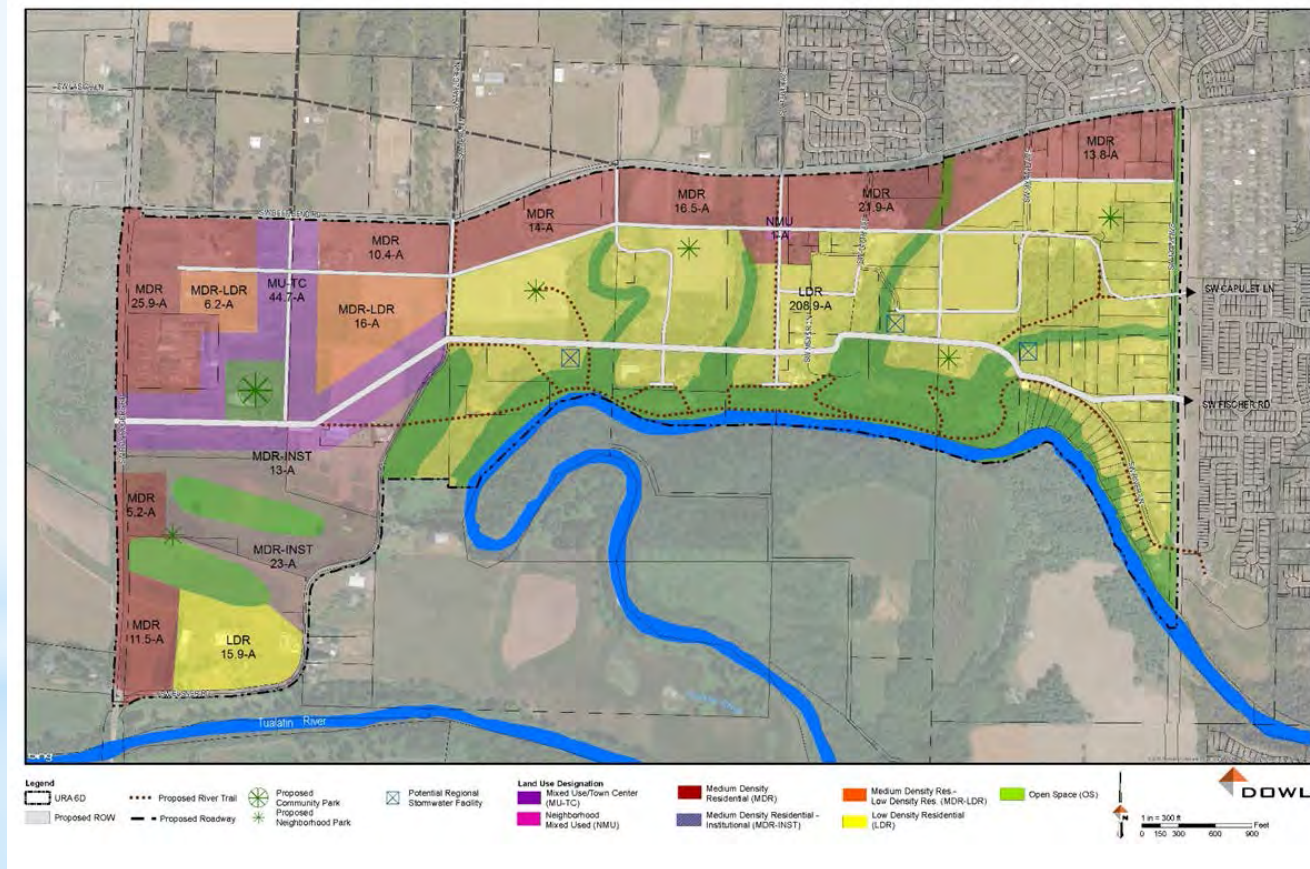 MDR
13.8-A
MDR
16.5-A
MDR
21.9-A
MDR
14-A
NMU
1-A
MDR
10.4-A
MDR
25.9-A
MDR-LDR
6.2-A
MU-TC
44.7-A
MDR-LDR
16-A
LDR
208.9-A
SW CAPULET LN
SW FISCHER RD
MDR-INST
13-A
MDR
5.2-A
MDR-INST
23-A
MDR
11.5-A
LDR
15.9-A
Tualatin River
bing
Legend
URA 6D
Proposed ROW
Proposed River Trail
Proposed Roadway
Proposed
Community Park
Proposed
Neighborhood Park
Potential Regional
Stormwater Facility
Land Use Designation
Mixed Use/Town Center
(MU-TC)
Neighborhood
Mixed Used (NMU)
Medium Density
Residential (MDR)
Medium Density Residential -
Institutional (MDR-INST)
Medium Density Res.-
Low Density Res. (MDR-LDR)
Low Density Residential
(LDR)
Open Space (OS)
N
1 in = 300 ft
Feet
0 150 300 600 900
DOWL